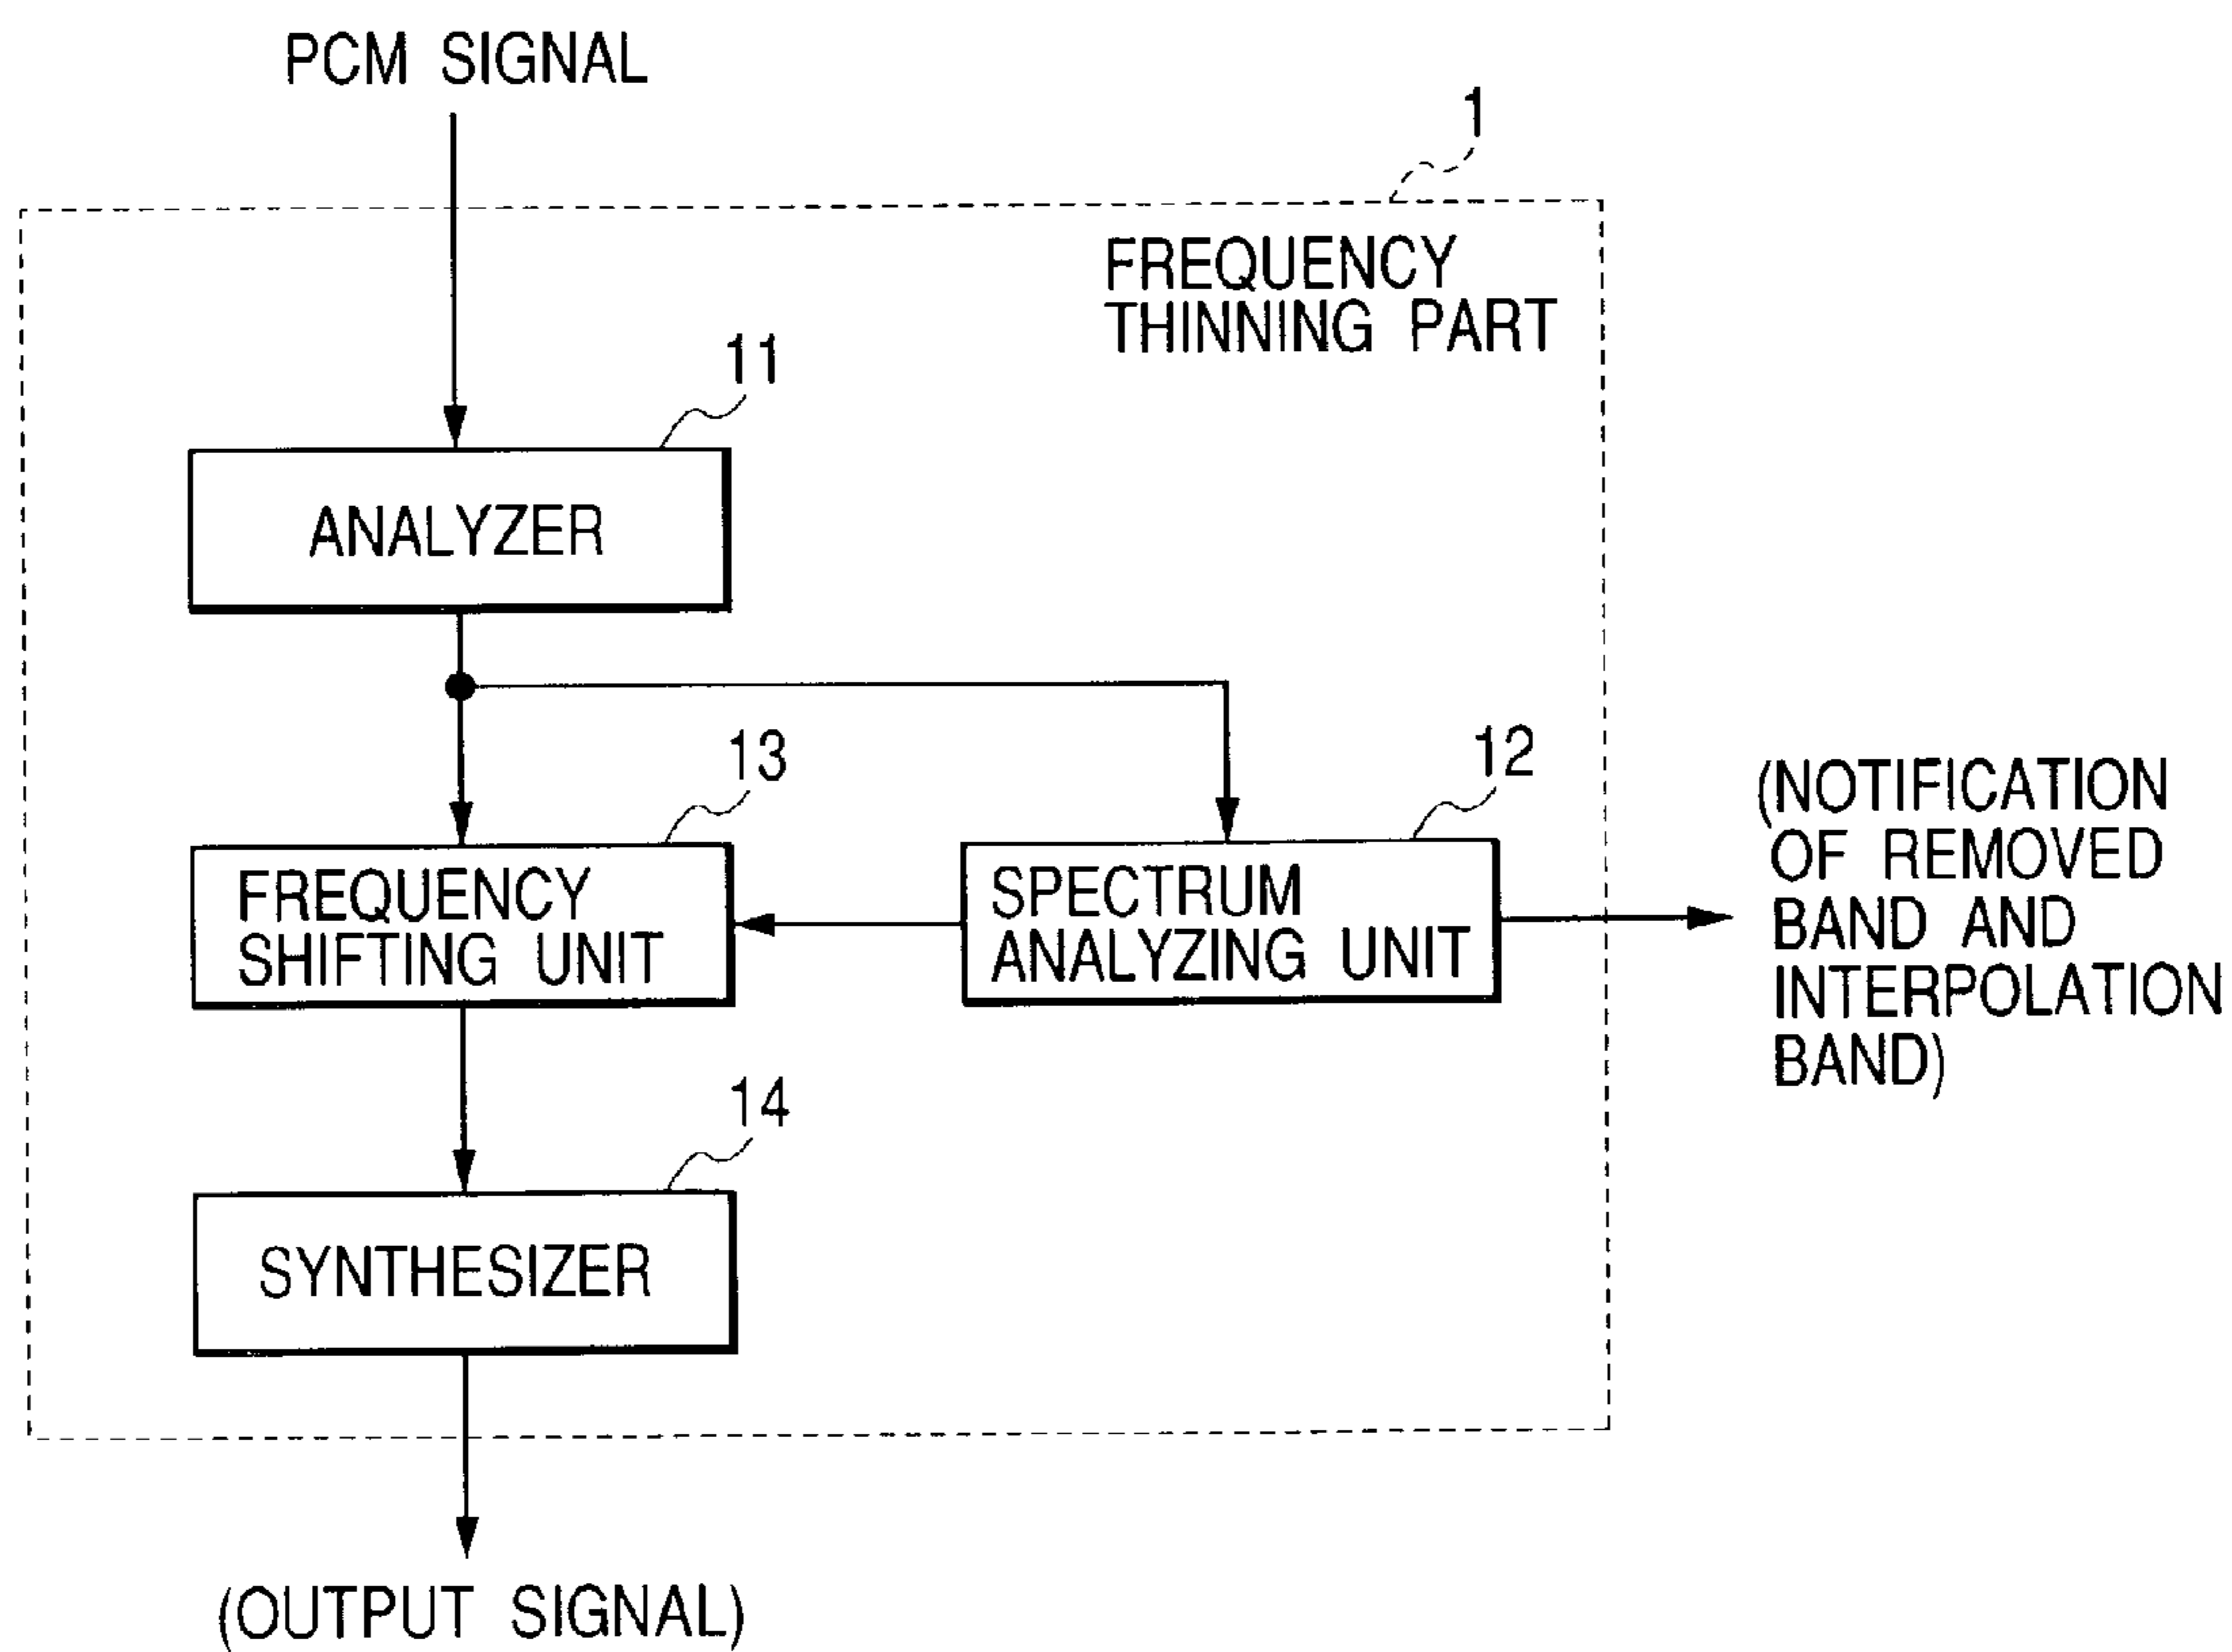 PCM SIGNAL
1
FREQUENCY
THINNING PART
11
ANALYZER
13
12
FREQUENCY
SHIFTING UNIT
SPECTRUM
ANALYZING UNIT
(NOTIFICATION
OF REMOVED
BAND AND
INTERPOLATION
BAND)
14
SYNTHESIZER
(OUTPUT SIGNAL)